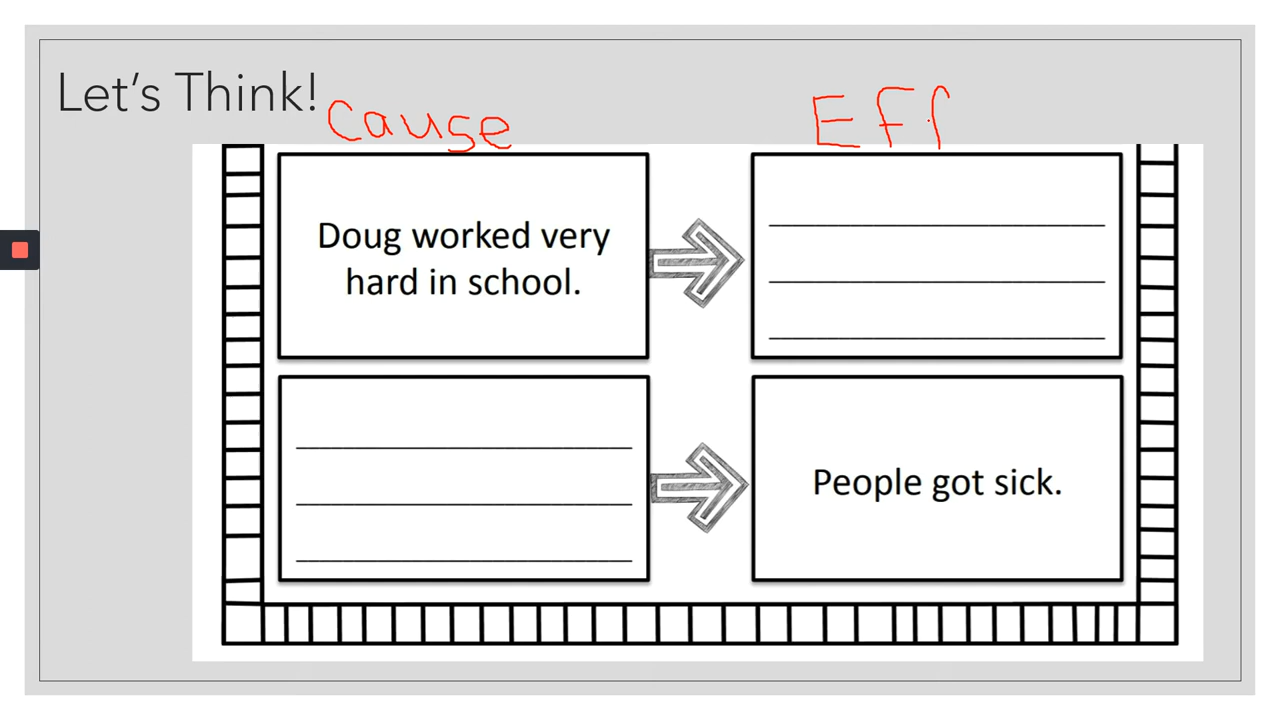 Let's Think!
Cause
Eff
Doug worked very
hard in school.
People got sick.